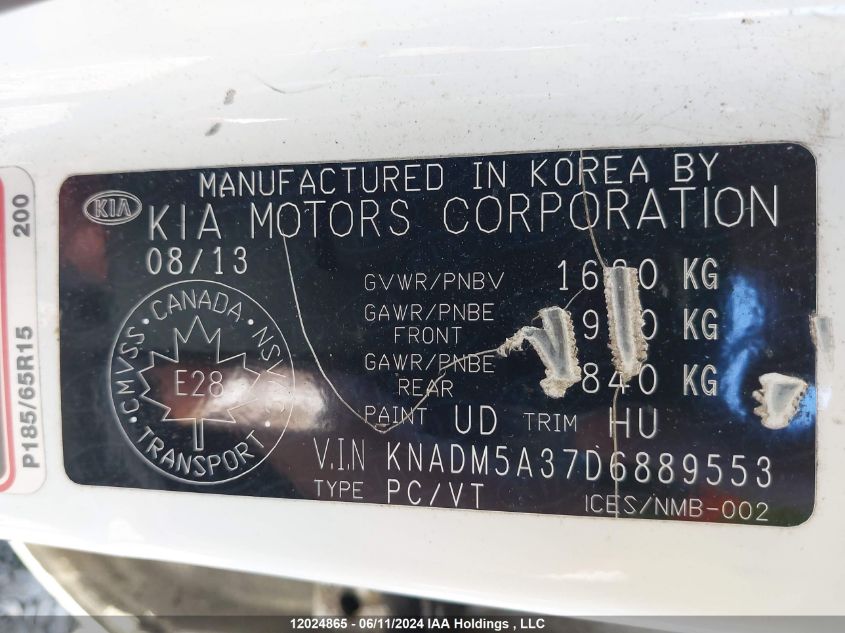 MANUFACTURED IN KOREA BY
KIA KIA MOTORS CORPORATION
08/13
GVWR/PNBV KG
GAWR/PNBE FRONT KG
GAWR/PNBE REAR 840 KG
PAINT UD TRIM HU
V.I.N KNADM5A37D6889553
TYPE PC/VT
ICES/NMB-002
CANADA
E28
TRANSPORT
P185/65R15 200
12024865 - 06/11/2024 IAA Holdings , LLC